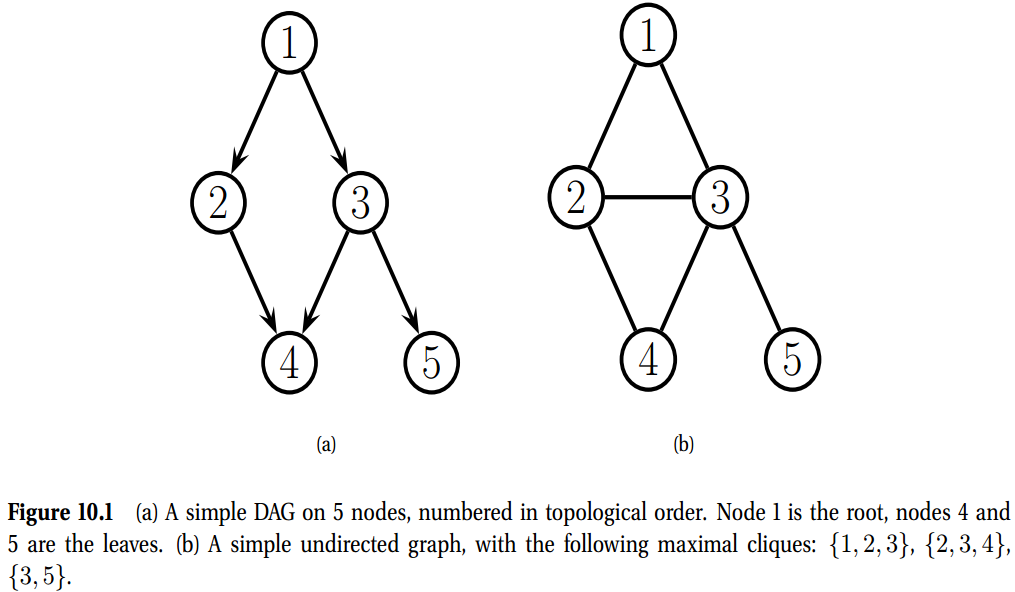 1
1
2
3
2
3
4
5
4
5
(a)
(b)
Figure 10.1 (a) A simple DAG on 5 nodes, numbered in topological order. Node 1 is the root, nodes 4 and
5 are the leaves. (b) A simple undirected graph, with the following maximal cliques: {1, 2, 3}, {2, 3, 4},
{3, 5}.